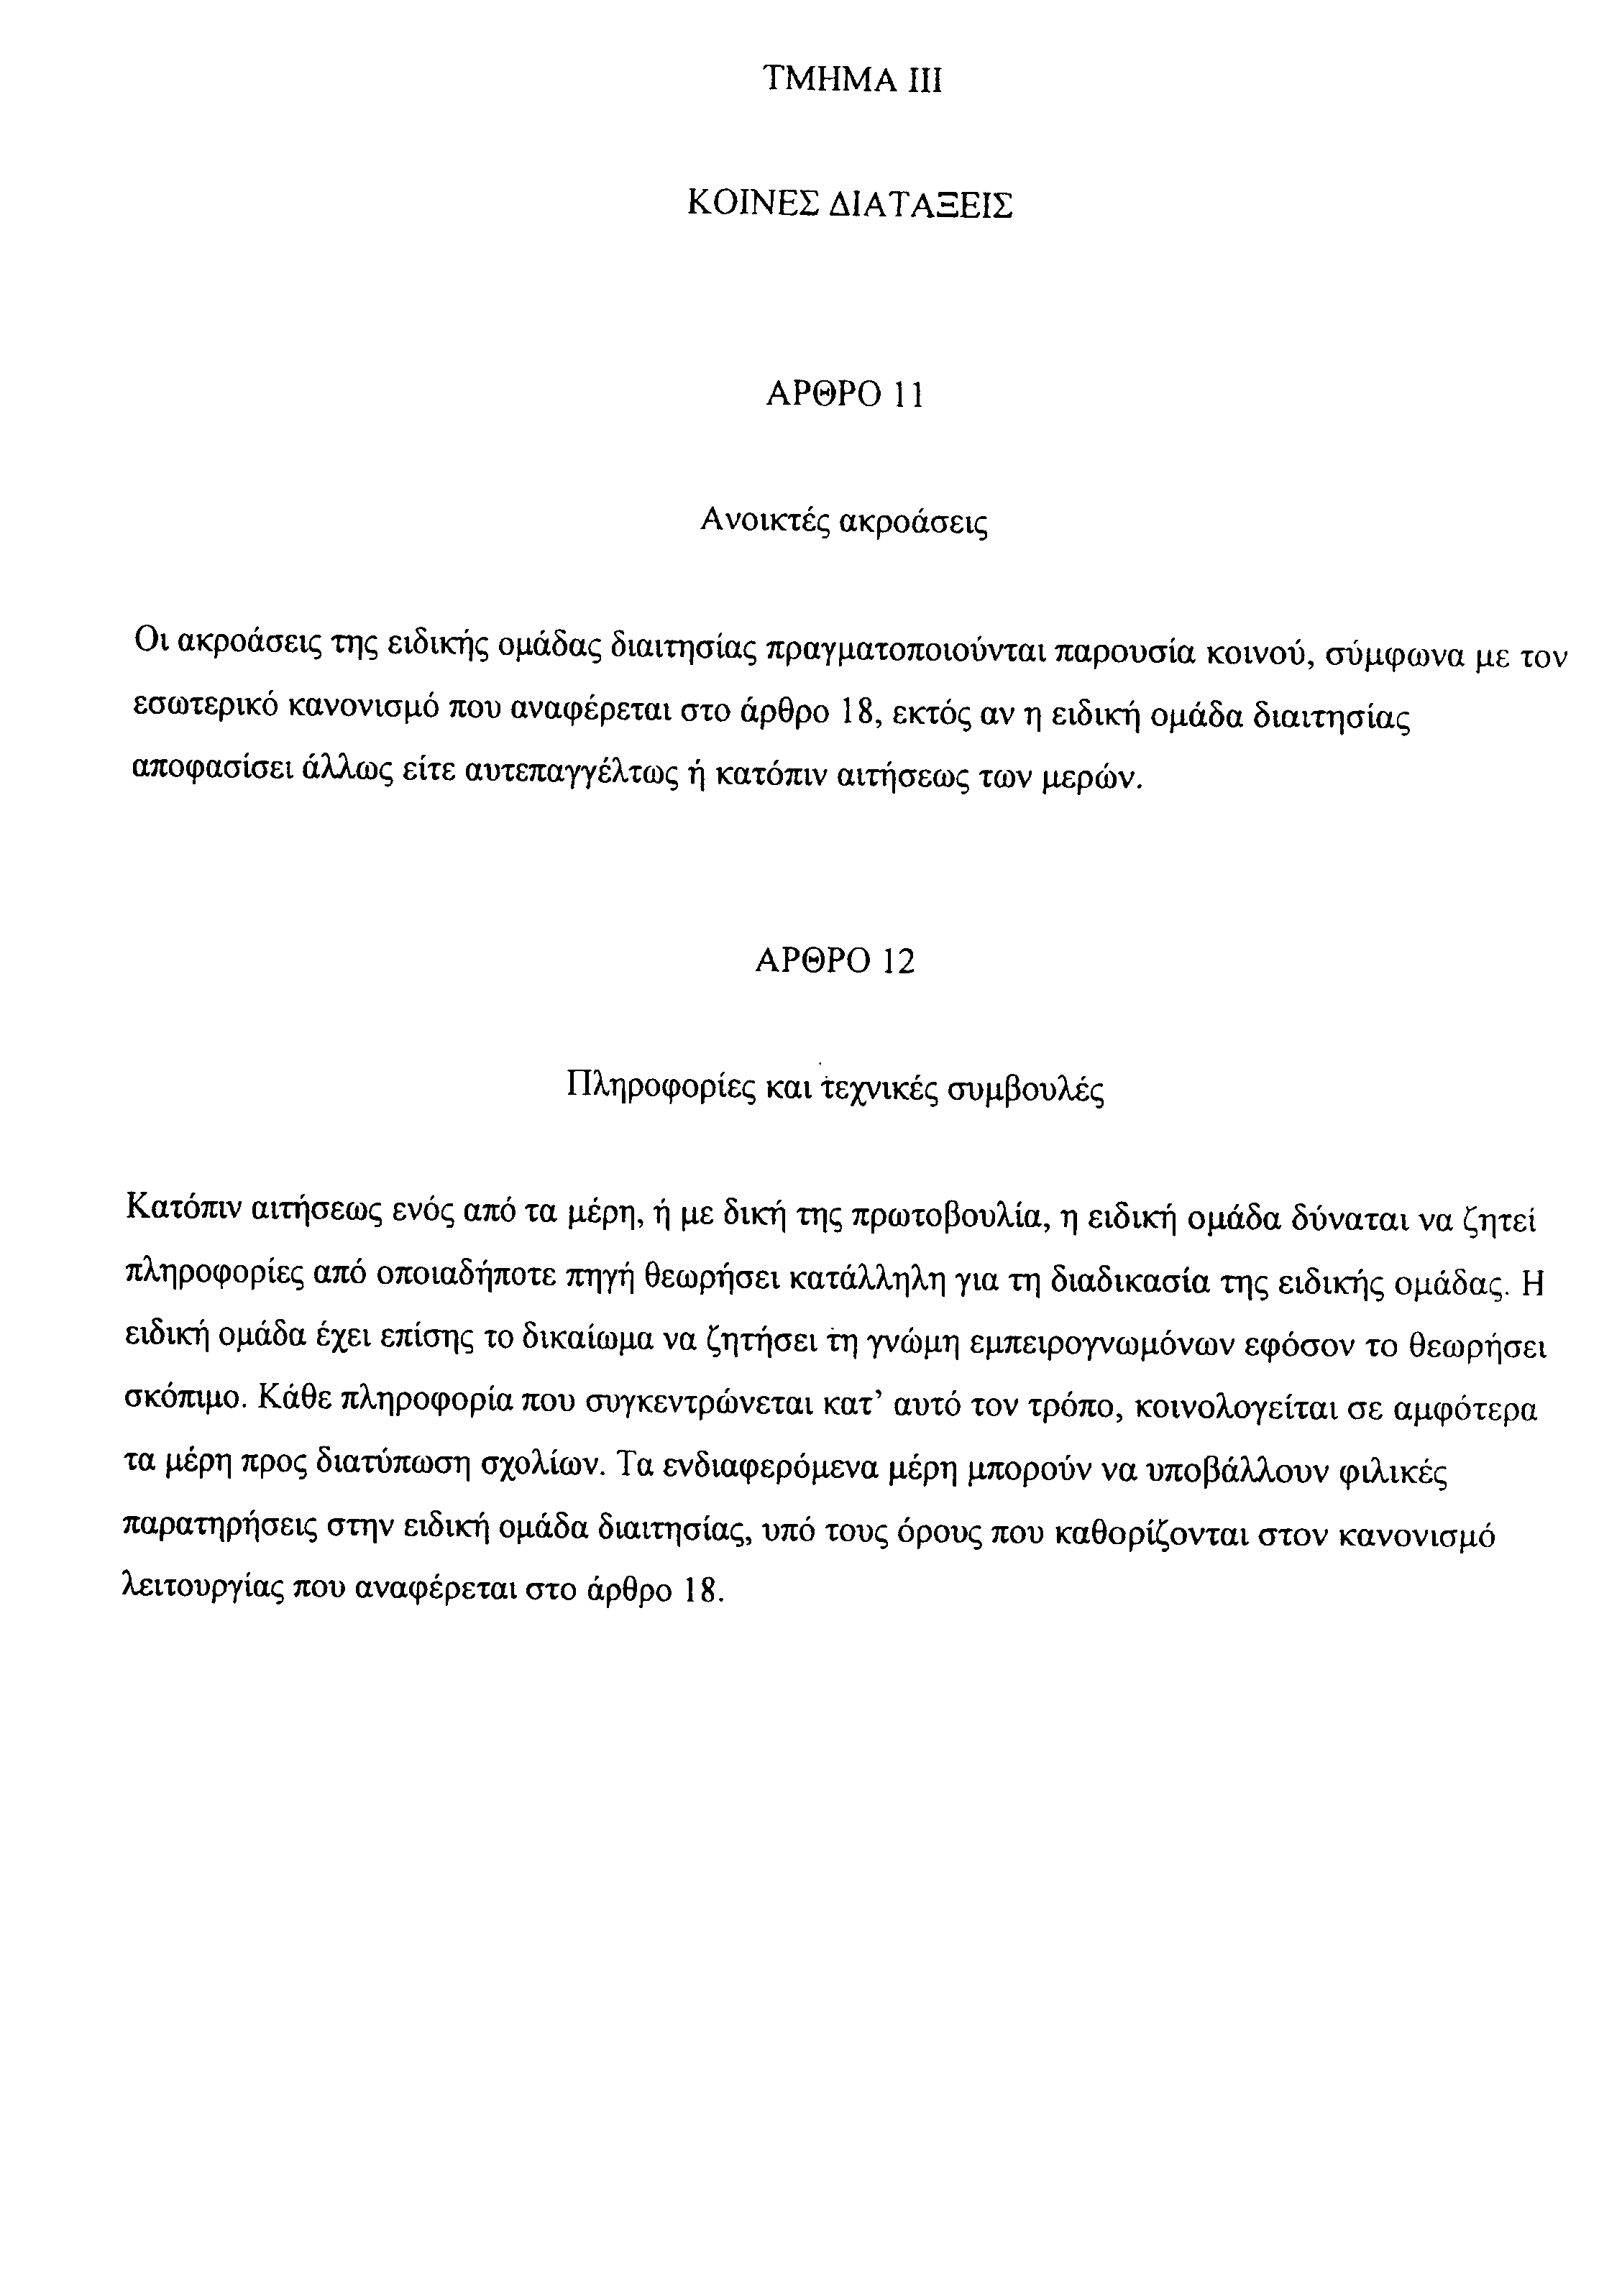 ΤΜΗΜΑ ΙΙΙ
ΚΟΙΝΕΣ ΔΙΑΤΑΞΕΙΣ
ΑΡΘΡΟ 11
Ανοικτές ακροάσεις
Οι ακροάσεις της ειδικής ομάδας διαιτησίας πραγματοποιούνται παρουσία κοινού, σύμφωνα με τον
εσωτερικό κανονισμό που αναφέρεται στο άρθρο 18, εκτός αν η ειδική ομάδα διαιτησίας
αποφασίσει άλλως είτε αυτεπαγγέλτως ή κατόπιν αιτήσεως των μερών.
ΑΡΘΡΟ 12
Πληροφορίες και τεχνικές συμβουλές
Κατόπιν αιτήσεως ενός από τα μέρη, ή με δική της πρωτοβουλία, η ειδική ομάδα δύναται να ζητεί
πληροφορίες από οποιαδήποτε πηγή θεωρήσει κατάλληλη για τη διαδικασία της ειδικής ομάδας. Η
ειδική ομάδα έχει επίσης το δικαίωμα να ζητήσει τη γνώμη εμπειρογνωμόνων εφόσον το θεωρήσει
σκόπιμο. Κάθε πληροφορία που συγκεντρώνεται κατ’ αυτό τον τρόπο, κοινολογείται σε αμφότερα
τα μέρη προς διατύπωση σχολίων. Τα ενδιαφερόμενα μέρη μπορούν να υποβάλλουν φιλικές
παρατηρήσεις στην ειδική ομάδα διαιτησίας, υπό τους όρους που καθορίζονται στον κανονισμό
λειτουργίας που αναφέρεται στο άρθρο 18.